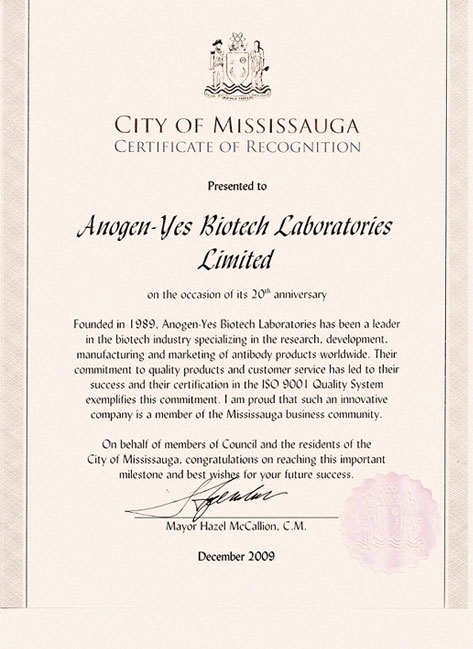 CITY OF MISSISSAUGA
CERTIFICATE OF RECOGNITION
Presented to
Anogen-Yes Biotech Laboratories
Limited
on the occasion of its 20th anniversary
Founded in 1989, Anogen-Yes Biotech Laboratories has been a leader
in the biotech industry specializing in the research, development,
manufacturing and marketing of antibody products worldwide. Their
commitment to quality products and customer service has led to their
success and their certification in the ISO 9001 Quality System
exemplifies this commitment. I am proud that such an innovative
company is a member of the Mississauga business community.
On behalf of members of Council and the residents of the
City of Mississauga, congratulations on reaching this important
milestone and best wishes for your future success.
Mayor Hazel McCallion, C.M.
December 2009